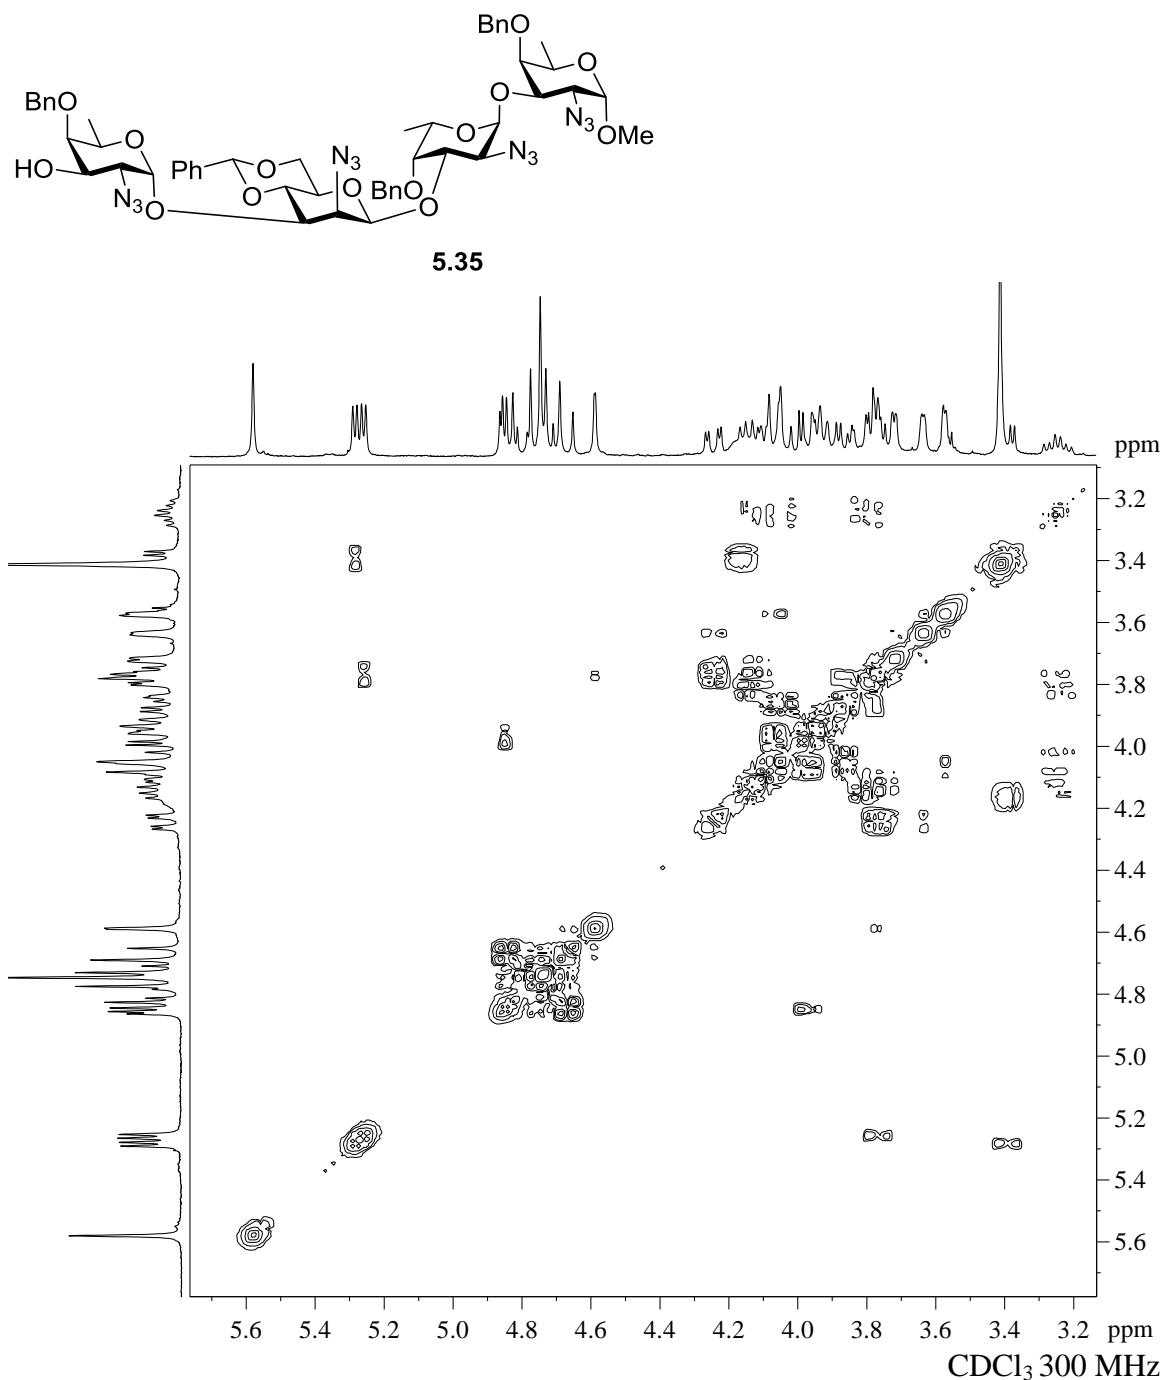 BnO
O
O
N₃
OMe
BnO
O
HO
N₃
O
Ph
O
O
N₃
O
O
N₃
BnO
O
5.35
ppm
3.2
3.4
3.6
3.8
4.0
4.2
4.4
4.6
4.8
5.0
5.2
5.4
5.6
5.6 5.4 5.2 5.0 4.8 4.6 4.4 4.2 4.0 3.8 3.6 3.4 3.2 ppm
CDCl₃ 300 MHz